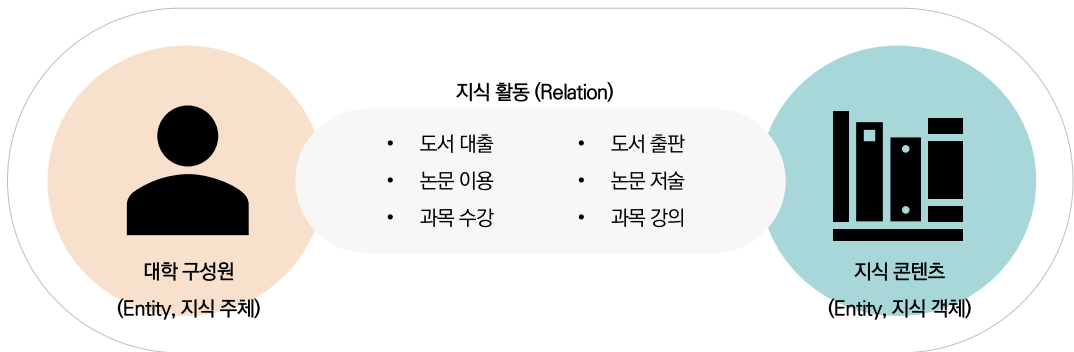 지식 활동 (Relation)
• 도서 대출
• 논문 이용
• 과목 수강
• 도서 출판
• 논문 저술
• 과목 강의
대학 구성원
(Entity, 지식 주체)
지식 콘텐츠
(Entity, 지식 객체)